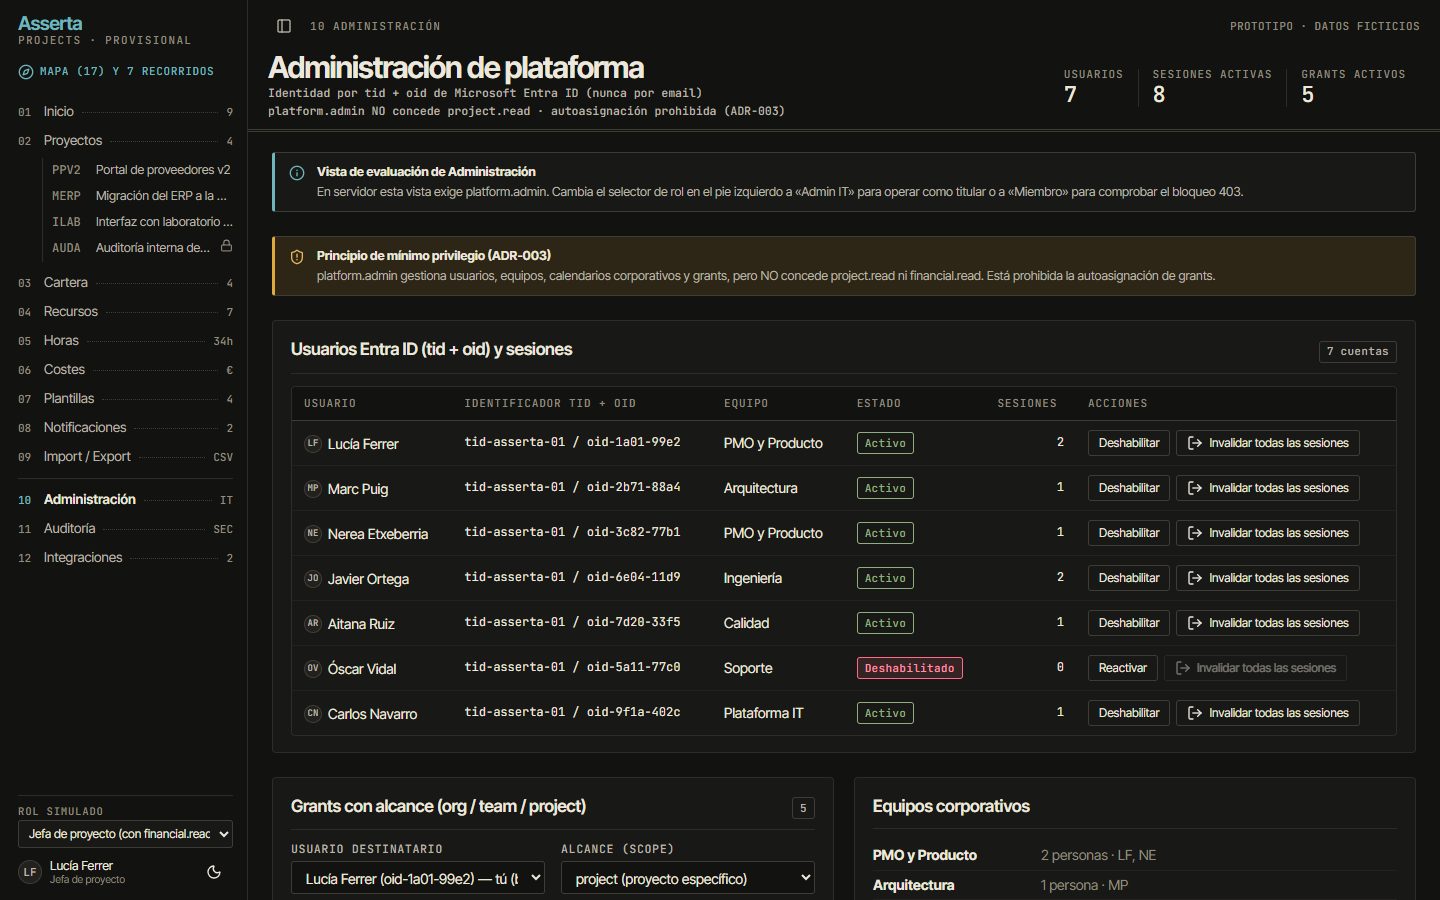 Asserta
PROJECTS · PROVISIONAL
MAPA (17) Y 7 RECORRIDOS
01 Inicio 9
02 Proyectos 4
PPV2 Portal de proveedores v2
MERP Migración del ERP a la ...
ILAB Interfaz con laboratorio ...
AUDA Auditoría interna de...
03 Cartera 4
04 Recursos 7
05 Horas 34h
06 Costes €
07 Plantillas 4
08 Notificaciones 2
09 Import / Export CSV
10 Administración IT
11 Auditoría SEC
12 Integraciones 2
ROL SIMULADO
Jefa de proyecto (con financial.read
LF Lucía Ferrer
Jefa de proyecto
10 ADMINISTRACIÓN
PROTOTIPO · DATOS FICTICIOS
Administración de plataforma
Identidad por tid + oid de Microsoft Entra ID (nunca por email)
platform.admin NO concede project.read · autoasignación prohibida (ADR-003)
USUARIOS SESIONES ACTIVAS GRANTS ACTIVOS
7 8 5
Vista de evaluación de Administración
En servidor esta vista exige platform.admin. Cambia el selector de rol en el pie izquierdo a «Admin IT» para operar como titular o a «Miembro» para comprobar el bloqueo 403.
Principio de mínimo privilegio (ADR-003)
platform.admin gestiona usuarios, equipos, calendarios corporativos y grants, pero NO concede project.read ni financial.read. Está prohibida la autoasignación de grants.
Usuarios Entra ID (tid + oid) y sesiones 7 cuentas
USUARIO IDENTIFICADOR TID + OID EQUIPO ESTADO SESIONES ACCIONES
LF Lucía Ferrer tid-asserta-01 / oid-1a01-99e2 PMO y Producto Activo 2 Deshabilitar Invalidar todas las sesiones
MP Marc Puig tid-asserta-01 / oid-2b71-88a4 Arquitectura Activo 1 Deshabilitar Invalidar todas las sesiones
NE Nerea Etxeberria tid-asserta-01 / oid-3c82-77b1 PMO y Producto Activo 1 Deshabilitar Invalidar todas las sesiones
JO Javier Ortega tid-asserta-01 / oid-6e04-11d9 Ingeniería Activo 2 Deshabilitar Invalidar todas las sesiones
AR Aitana Ruiz tid-asserta-01 / oid-7d20-33f5 Calidad Activo 1 Deshabilitar Invalidar todas las sesiones
OV Óscar Vidal tid-asserta-01 / oid-5a11-77c0 Soporte Deshabilitado 0 Reactivar Invalidar todas las sesiones
CN Carlos Navarro tid-asserta-01 / oid-9f1a-402c Plataforma IT Activo 1 Deshabilitar Invalidar todas las sesiones
Grants con alcance (org / team / project) 5
USUARIO DESTINATARIO ALCANCE (SCOPE)
Lucía Ferrer (oid-1a01-99e2) — tú ( project (proyecto específico)
Equipos corporativos
PMO y Producto 2 personas · LF, NE
Arquitectura 1 persona · MP